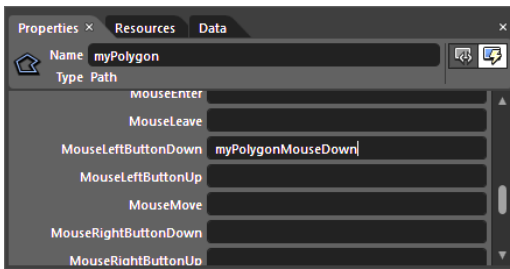 Properties × Resources Data ×
Name myPolygon
Type Path
MouseEnter
MouseLeave
MouseLeftButtonDown myPolygonMouseDown
MouseLeftButtonUp
MouseMove
MouseRightButtonDown
MouseRightButtonUp